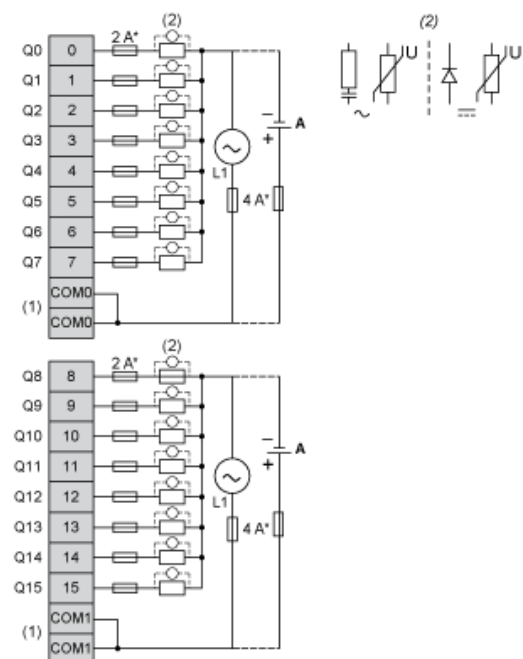 (2)
2 A*
(2)
Q0 0
Q1 1
Q2 2
Q3 3
Q4 4
Q5 5
Q6 6
Q7 7
U
U
− A
+
L1
4 A*
COM0
(1)
COM0
(2)
2 A*
Q8 8
Q9 9
Q10 10
Q11 11
Q12 12
Q13 13
Q14 14
Q15 15
− A
+
L1
4 A*
COM1
(1)
COM1